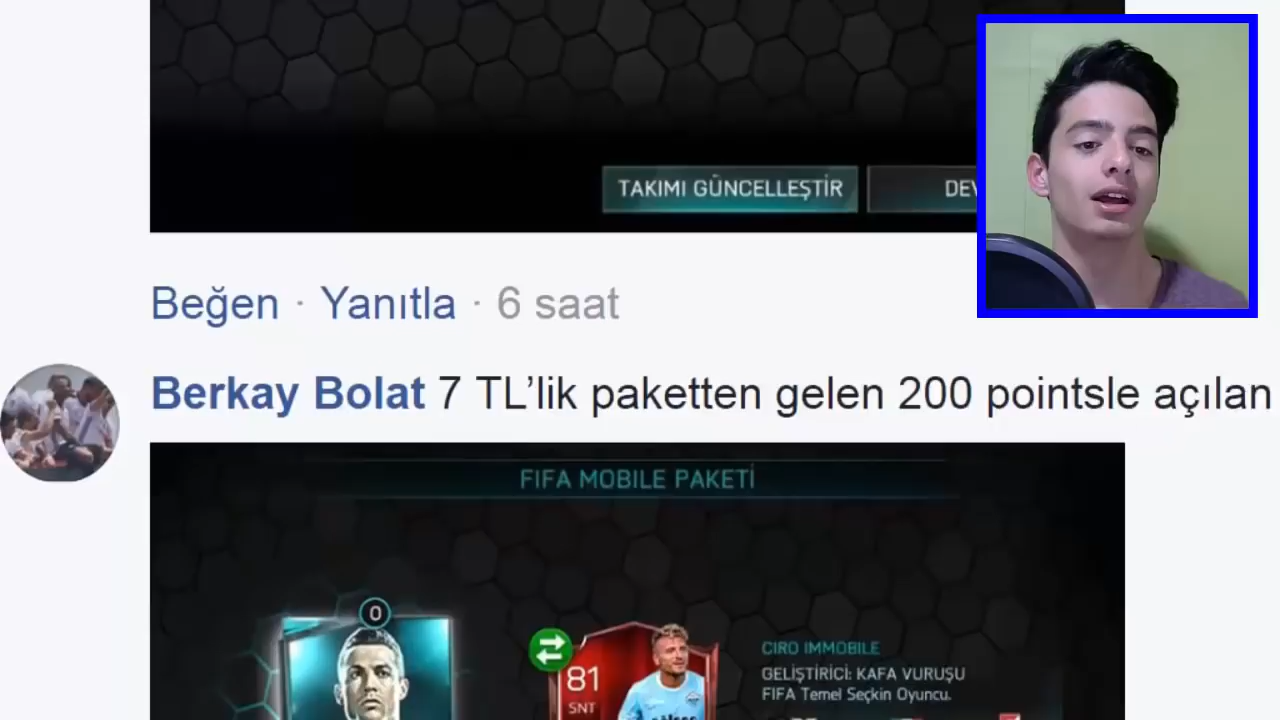 TAKIMI GÜNCELLEŞTİR
DEV
Beğen · Yanıtla · 6 saat
Berkay Bolat 7 TL’lik paketten gelen 200 pointsle açılan
FIFA MOBILE PAKETİ
0
81
SNT
CIRO IMMOBILE
GELİŞTİRİCİ: KAFA VURUŞU
FIFA Temel Seçkin Oyuncu.